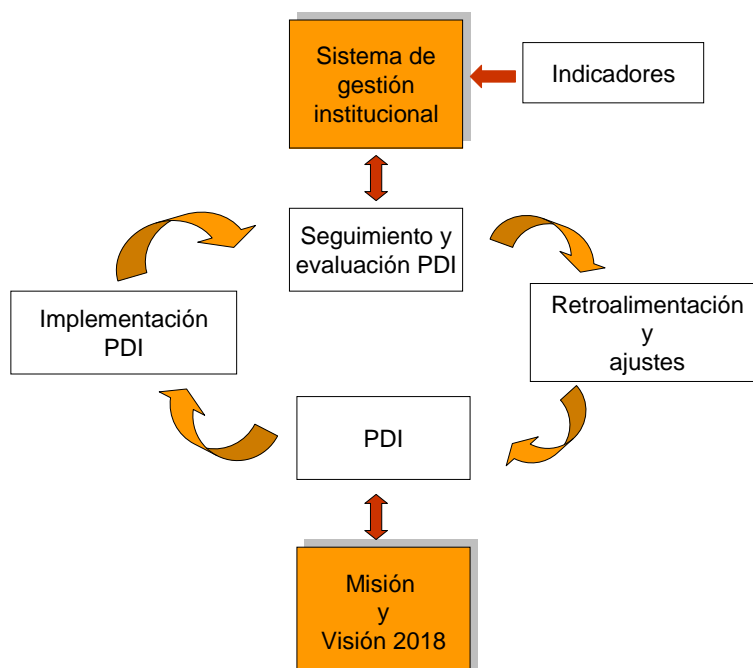 Sistema de
gestión
institucional
Indicadores
Seguimiento y
evaluación PDI
Implementación
PDI
Retroalimentación
y
ajustes
PDI
Misión
y
Visión 2018